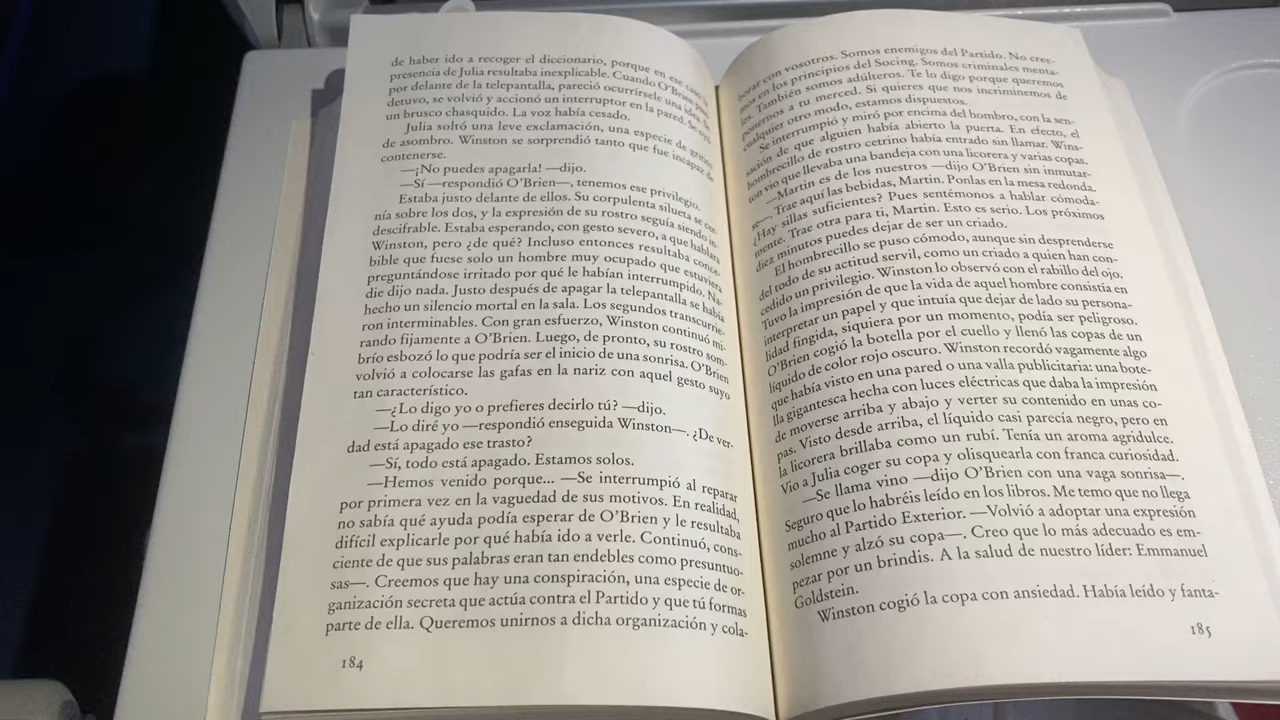 de haber ido a recoger el diccionario, porque en ese caso la
presencia de Julia resultaba inexplicable. Cuando O'Brien pasó
por delante de la telepantalla, pareció ocurrírsele una idea. Se
detuvo, se volvió y accionó un interruptor en la pared. Se oyó
un brusco chasquido. La voz había cesado.
Julia soltó una leve exclamación, una especie de gritito
de asombro. Winston se sorprendió tanto que fue incapaz de
contenerse.
—¡No puedes apagarla! —dijo.
—Sí —respondió O'Brien—, tenemos ese privilegio.
Estaba justo delante de ellos. Su corpulenta silueta se cer-
nía sobre los dos, y la expresión de su rostro seguía siendo in-
descifrable. Estaba esperando, con gesto severo, a que hablara
Winston, pero ¿de qué? Incluso entonces resultaba conce-
bible que fuese solo un hombre muy ocupado que estuviera
preguntándose irritado por qué le habían interrumpido. Na-
die dijo nada. Justo después de apagar la telepantalla se había
hecho un silencio mortal en la sala. Los segundos transcurrie-
ron interminables. Con gran esfuerzo, Winston continuó mi-
rando fijamente a O'Brien. Luego, de pronto, su rostro som-
brío esbozó lo que podría ser el inicio de una sonrisa. O'Brien
volvió a colocarse las gafas en la nariz con aquel gesto suyo
tan característico.
—¿Lo digo yo o prefieres decirlo tú? —dijo.
—Lo diré yo —respondió enseguida Winston—. ¿De ver-
dad está apagado ese trasto?
—Sí, todo está apagado. Estamos solos.
—Hemos venido porque... —Se interrumpió al reparar
por primera vez en la vaguedad de sus motivos. En realidad,
no sabía qué ayuda podía esperar de O'Brien y le resultaba
difícil explicarle por qué había ido a verle. Continuó, cons-
ciente de que sus palabras eran tan endebles como presuntuo-
sas—. Creemos que hay una conspiración, una especie de or-
ganización secreta que actúa contra el Partido y que tú formas
parte de ella. Queremos unirnos a dicha organización y cola-
184
borar con vosotros. Somos enemigos del Partido. No cree-
mos en los principios del Socing. Somos criminales menta-
les. También somos adúlteros. Te lo digo porque queremos
ponernos a tu merced. Si quieres que nos incriminemos de
cualquier otro modo, estamos dispuestos.
Se interrumpió y miró por encima del hombro, con la sen-
sación de que alguien había abierto la puerta. En efecto, el
hombrecillo de rostro cetrino había entrado sin llamar. Wins-
ton vio que llevaba una bandeja con una licorera y varias copas.
—Martin es de los nuestros —dijo O'Brien sin inmutar-
se—. Trae aquí las bebidas, Martin. Ponlas en la mesa redonda.
¿Hay sillas suficientes? Pues sentémonos a hablar cómoda-
mente. Trae otra para ti, Martin. Esto es serio. Los próximos
diez minutos puedes dejar de ser un criado.
El hombrecillo se puso cómodo, aunque sin desprenderse
del todo de su actitud servil, como un criado a quien han con-
cedido un privilegio. Winston lo observó con el rabillo del ojo.
Tuvo la impresión de que la vida de aquel hombre consistía en
interpretar un papel y que intuía que dejar de lado su persona-
lidad fingida, siquiera por un momento, podía ser peligroso.
O'Brien cogió la botella por el cuello y llenó las copas de un
líquido de color rojo oscuro. Winston recordó vagamente algo
que había visto en una pared o una valla publicitaria: una bote-
lla gigantesca hecha con luces eléctricas que daba la impresión
de moverse arriba y abajo y verter su contenido en unas co-
pas. Visto desde arriba, el líquido casi parecía negro, pero en
la licorera brillaba como un rubí. Tenía un aroma agridulce.
Vio a Julia coger su copa y olisquearla con franca curiosidad.
—Se llama vino —dijo O'Brien con una vaga sonrisa—.
Seguro que lo habréis leído en los libros. Me temo que no llega
mucho al Partido Exterior. —Volvió a adoptar una expresión
solemne y alzó su copa—. Creo que lo más adecuado es em-
pezar por un brindis. A la salud de nuestro líder: Emmanuel
Goldstein.
Winston cogió la copa con ansiedad. Había leído y fanta-
185